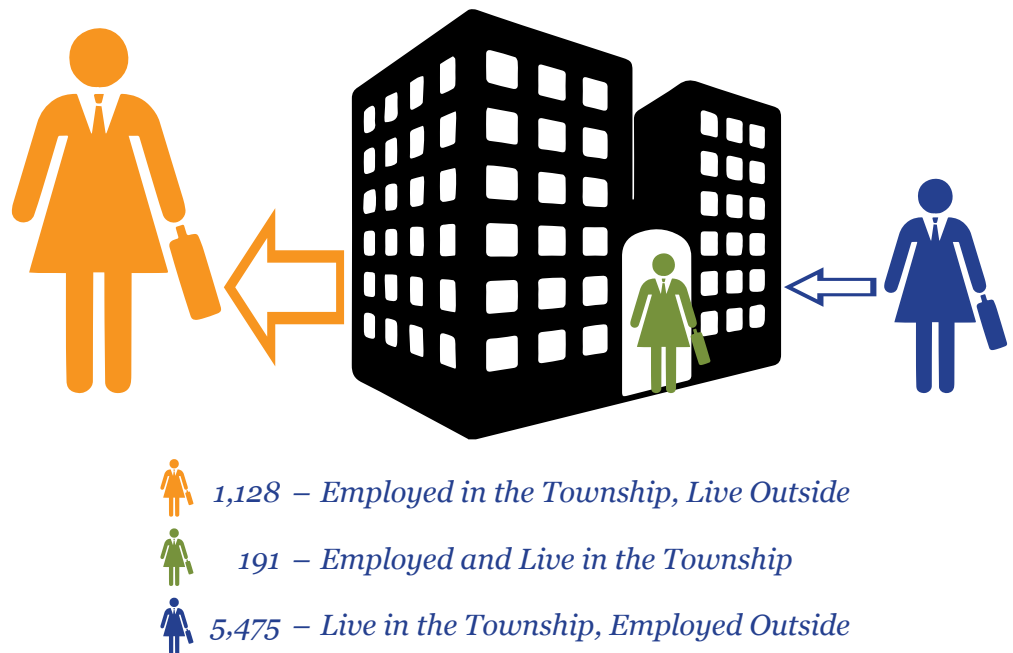 1,128 – Employed in the Township, Live Outside
191 – Employed and Live in the Township
5,475 – Live in the Township, Employed Outside